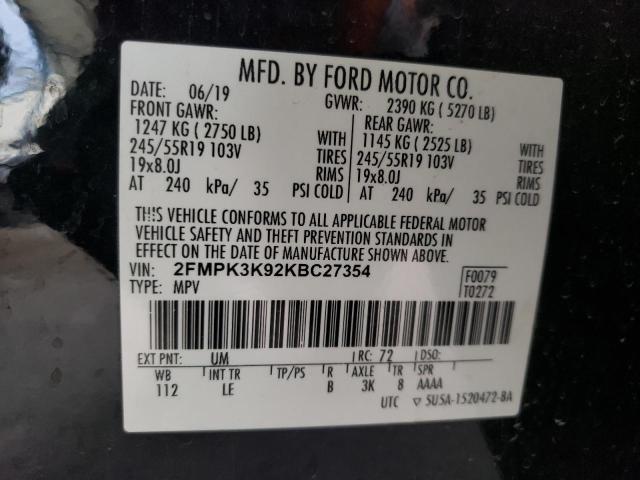 MFD. BY FORD MOTOR CO.
DATE: 06/19 GVWR: 2390 KG ( 5270 LB)
FRONT GAWR: REAR GAWR:
1247 KG ( 2750 LB) WITH 1145 KG ( 2525 LB) WITH
245/55R19 103V TIRES 245/55R19 103V TIRES
19x8.0J RIMS 19x8.0J RIMS
AT 240 kPa/ 35 PSI COLD AT 240 kPa/ 35 PSI COLD
THIS VEHICLE CONFORMS TO ALL APPLICABLE FEDERAL MOTOR
VEHICLE SAFETY AND THEFT PREVENTION STANDARDS IN
EFFECT ON THE DATE OF MANUFACTURE SHOWN ABOVE.
VIN: 2FMPK3K92KBC27354 F0079
TYPE: MPV T0272
EXT PNT: UM RC: 72 DSO:
WB INT TR TP/PS R AXLE TR SPR
112 LE B 3K 8 AAAA
UTC ▽ SU5A-1520472-BA